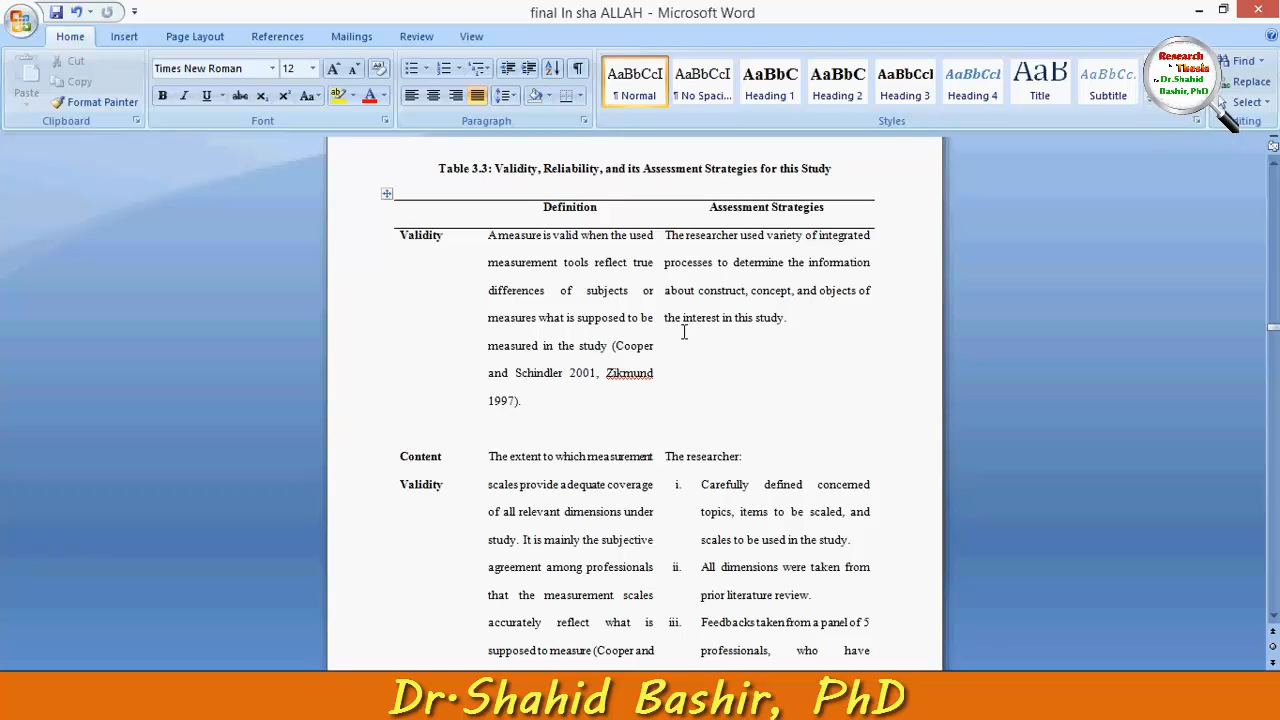 final In sha ALLAH - Microsoft Word
Home Insert Page Layout References Mailings Review View
Cut
Copy
Paste
Format Painter
Clipboard
Times New Roman 12
Font
Paragraph
AaBbCcI AaBbCcI AaBbC AaBbC AaBbCcl AaBbCcl AaB AaBbCc.
¶ Normal ¶ No Spaci... Heading 1 Heading 2 Heading 3 Heading 4 Title Subtitle
Styles
Find
Replace
Select
Research
Thesis
Dr.Shahid
Bashir, PhD
Table 3.3: Validity, Reliability, and its Assessment Strategies for this Study
Definition Assessment Strategies
Validity A measure is valid when the used The researcher used variety of integrated
measurement tools reflect true processes to determine the information
differences of subjects or about construct, concept, and objects of
measures what is supposed to be the interest in this study.
measured in the study (Cooper
and Schindler 2001, Zikmund
1997).
Content The extent to which measurement The researcher:
Validity scales provide adequate coverage i. Carefully defined concerned
of all relevant dimensions under topics, items to be scaled, and
study. It is mainly the subjective scales to be used in the study.
agreement among professionals ii. All dimensions were taken from
that the measurement scales prior literature review.
accurately reflect what is iii. Feedbacks taken from a panel of 5
supposed to measure (Cooper and professionals, who have
Dr.Shahid Bashir, PhD